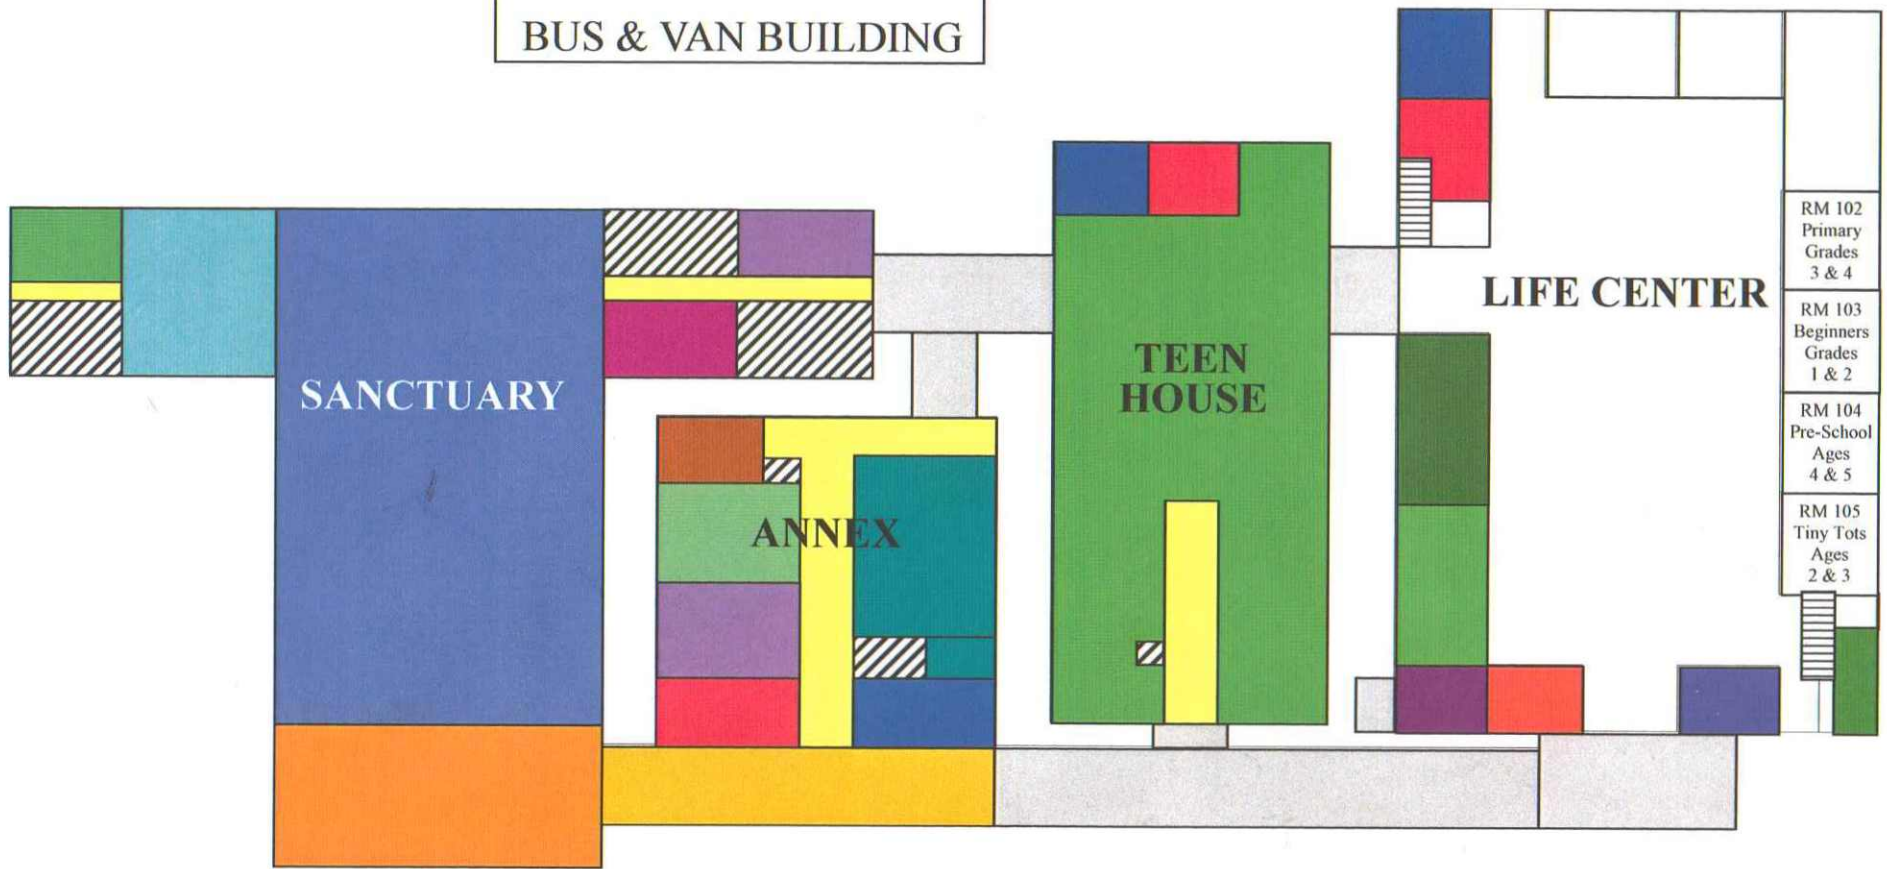 BUS & VAN BUILDING
RM 102
Primary
Grades
3 & 4
LIFE CENTER
RM 103
Beginners
Grades
1 & 2
TEEN
HOUSE
SANCTUARY
RM 104
Pre-School
Ages
4 & 5
ANNEX
RM 105
Tiny Tots
Ages
2 & 3